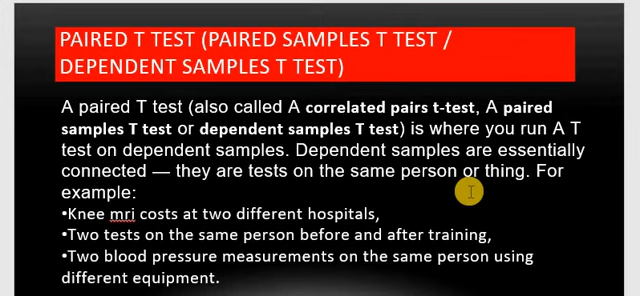 PAIRED T TEST (PAIRED SAMPLES T TEST /
DEPENDENT SAMPLES T TEST)
A paired T test (also called A correlated pairs t-test, A paired
samples T test or dependent samples T test) is where you run A T
test on dependent samples. Dependent samples are essentially
connected — they are tests on the same person or thing. For
example:
•Knee mri costs at two different hospitals,
•Two tests on the same person before and after training,
•Two blood pressure measurements on the same person using
different equipment.